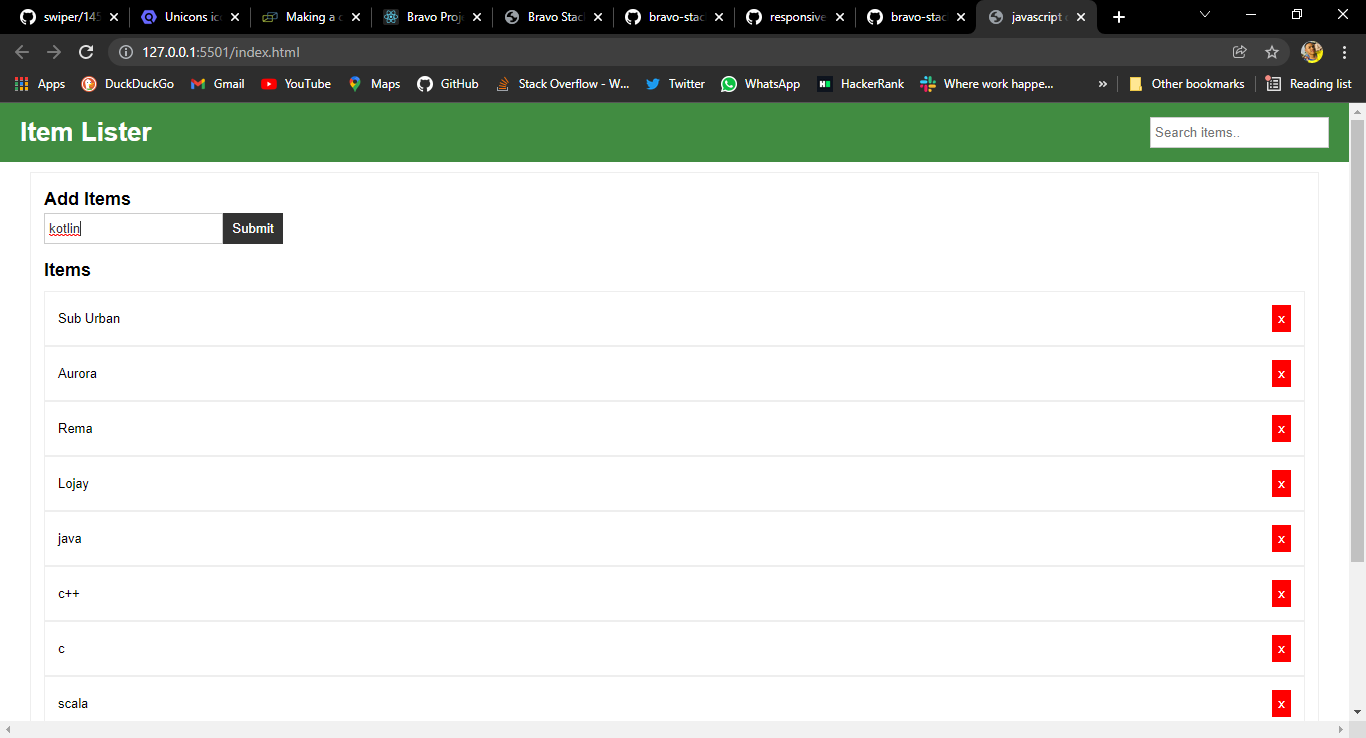 swiper/145 Unicons ic Making a c Bravo Proj Bravo Stac bravo-stac responsive bravo-stac javascript c
127.0.0.1:5501/index.html
Apps DuckDuckGo Gmail YouTube Maps GitHub Stack Overflow - W... Twitter WhatsApp HackerRank Where work happe... » Other bookmarks Reading list
Item Lister Search items..
Add Items
kotlin Submit
Items
Sub Urban x
Aurora x
Rema x
Lojay x
java x
c++ x
c x
scala x